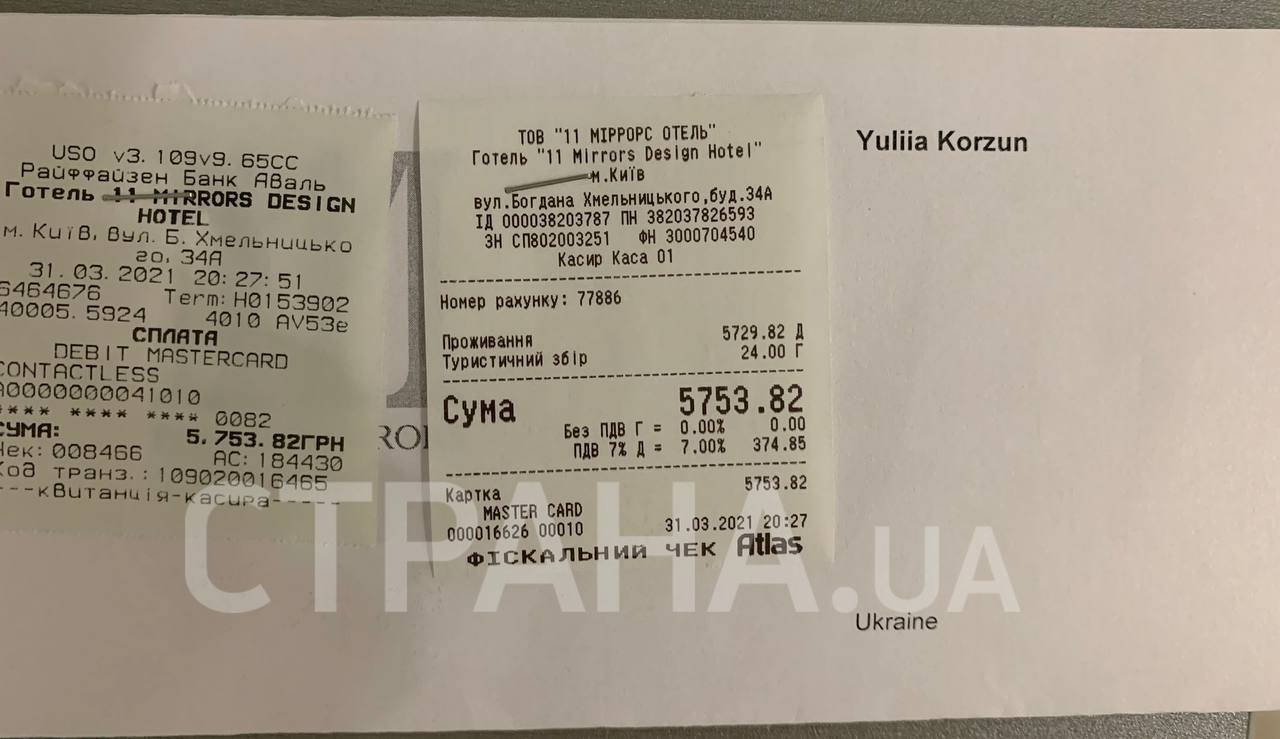 USO v3. 109v9. 65CC
Райффайзен Банк Аваль
Готель 11 MIRRORS DESIGN
HOTEL
м. Київ, вул. Б. Хмельницько
го, 34А
31. 03. 2021 20: 27: 51
6464676 Term: H0153902
40005. 5924 4010 AV53e
СПЛАТА
DEBIT MASTERCARD
CONTACTLESS
A0000000041010
**** **** **** 0082
СУМА: 5, 753. 82ГРН
Чек: 008466 АС: 184430
Код транз. : 109020016465
---квитанція-касира-----
ТОВ "11 МІРРОРС ОТЕЛЬ"
Готель "11 Mirrors Design Hotel"
м.Київ
вул.Богдана Хмельницького,буд.34А
ІД 000038203787 ПН 382037826593
ЗН СП802003251 ФН 3000704540
Касир Каса 01
Номер рахунку: 77886
Проживання 5729.82 Д
Туристичний збір 24.00 Г
Сума 5753.82
Без ПДВ Г = 0.00% 0.00
ПДВ 7% Д = 7.00% 374.85
Картка 5753.82
MASTER CARD
000016626 00010 31.03.2021 20:27
ФІСКАЛЬНИЙ ЧЕК Atlas
Yuliia Korzun
Ukraine
СТРАНА.UA